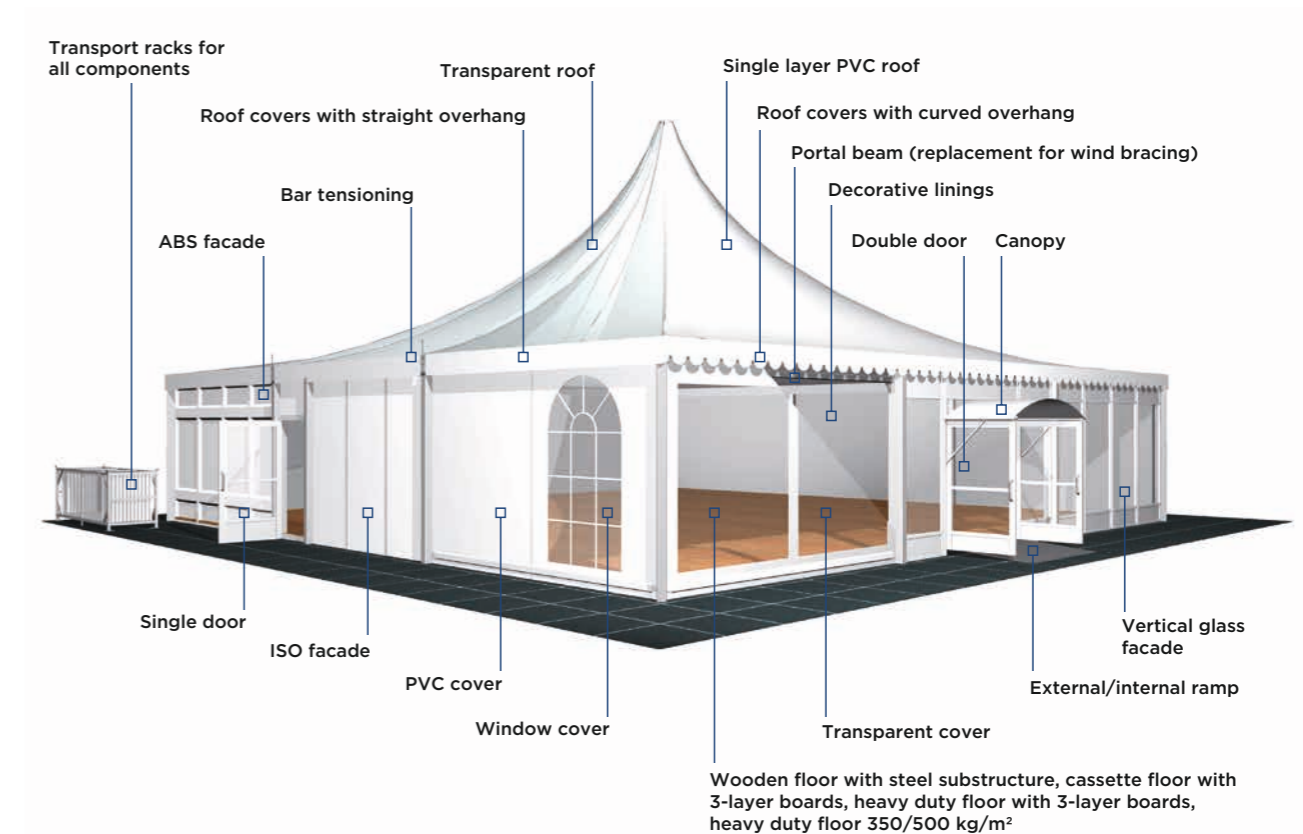 Transport racks for
all components
Transparent roof
Single layer PVC roof
Roof covers with straight overhang
Roof covers with curved overhang
Portal beam (replacement for wind bracing)
Bar tensioning
Decorative linings
ABS facade
Double door
Canopy
Single door
ISO facade
PVC cover
Window cover
Transparent cover
Vertical glass
facade
External/internal ramp
Wooden floor with steel substructure, cassette floor with
3-layer boards, heavy duty floor with 3-layer boards,
heavy duty floor 350/500 kg/m²